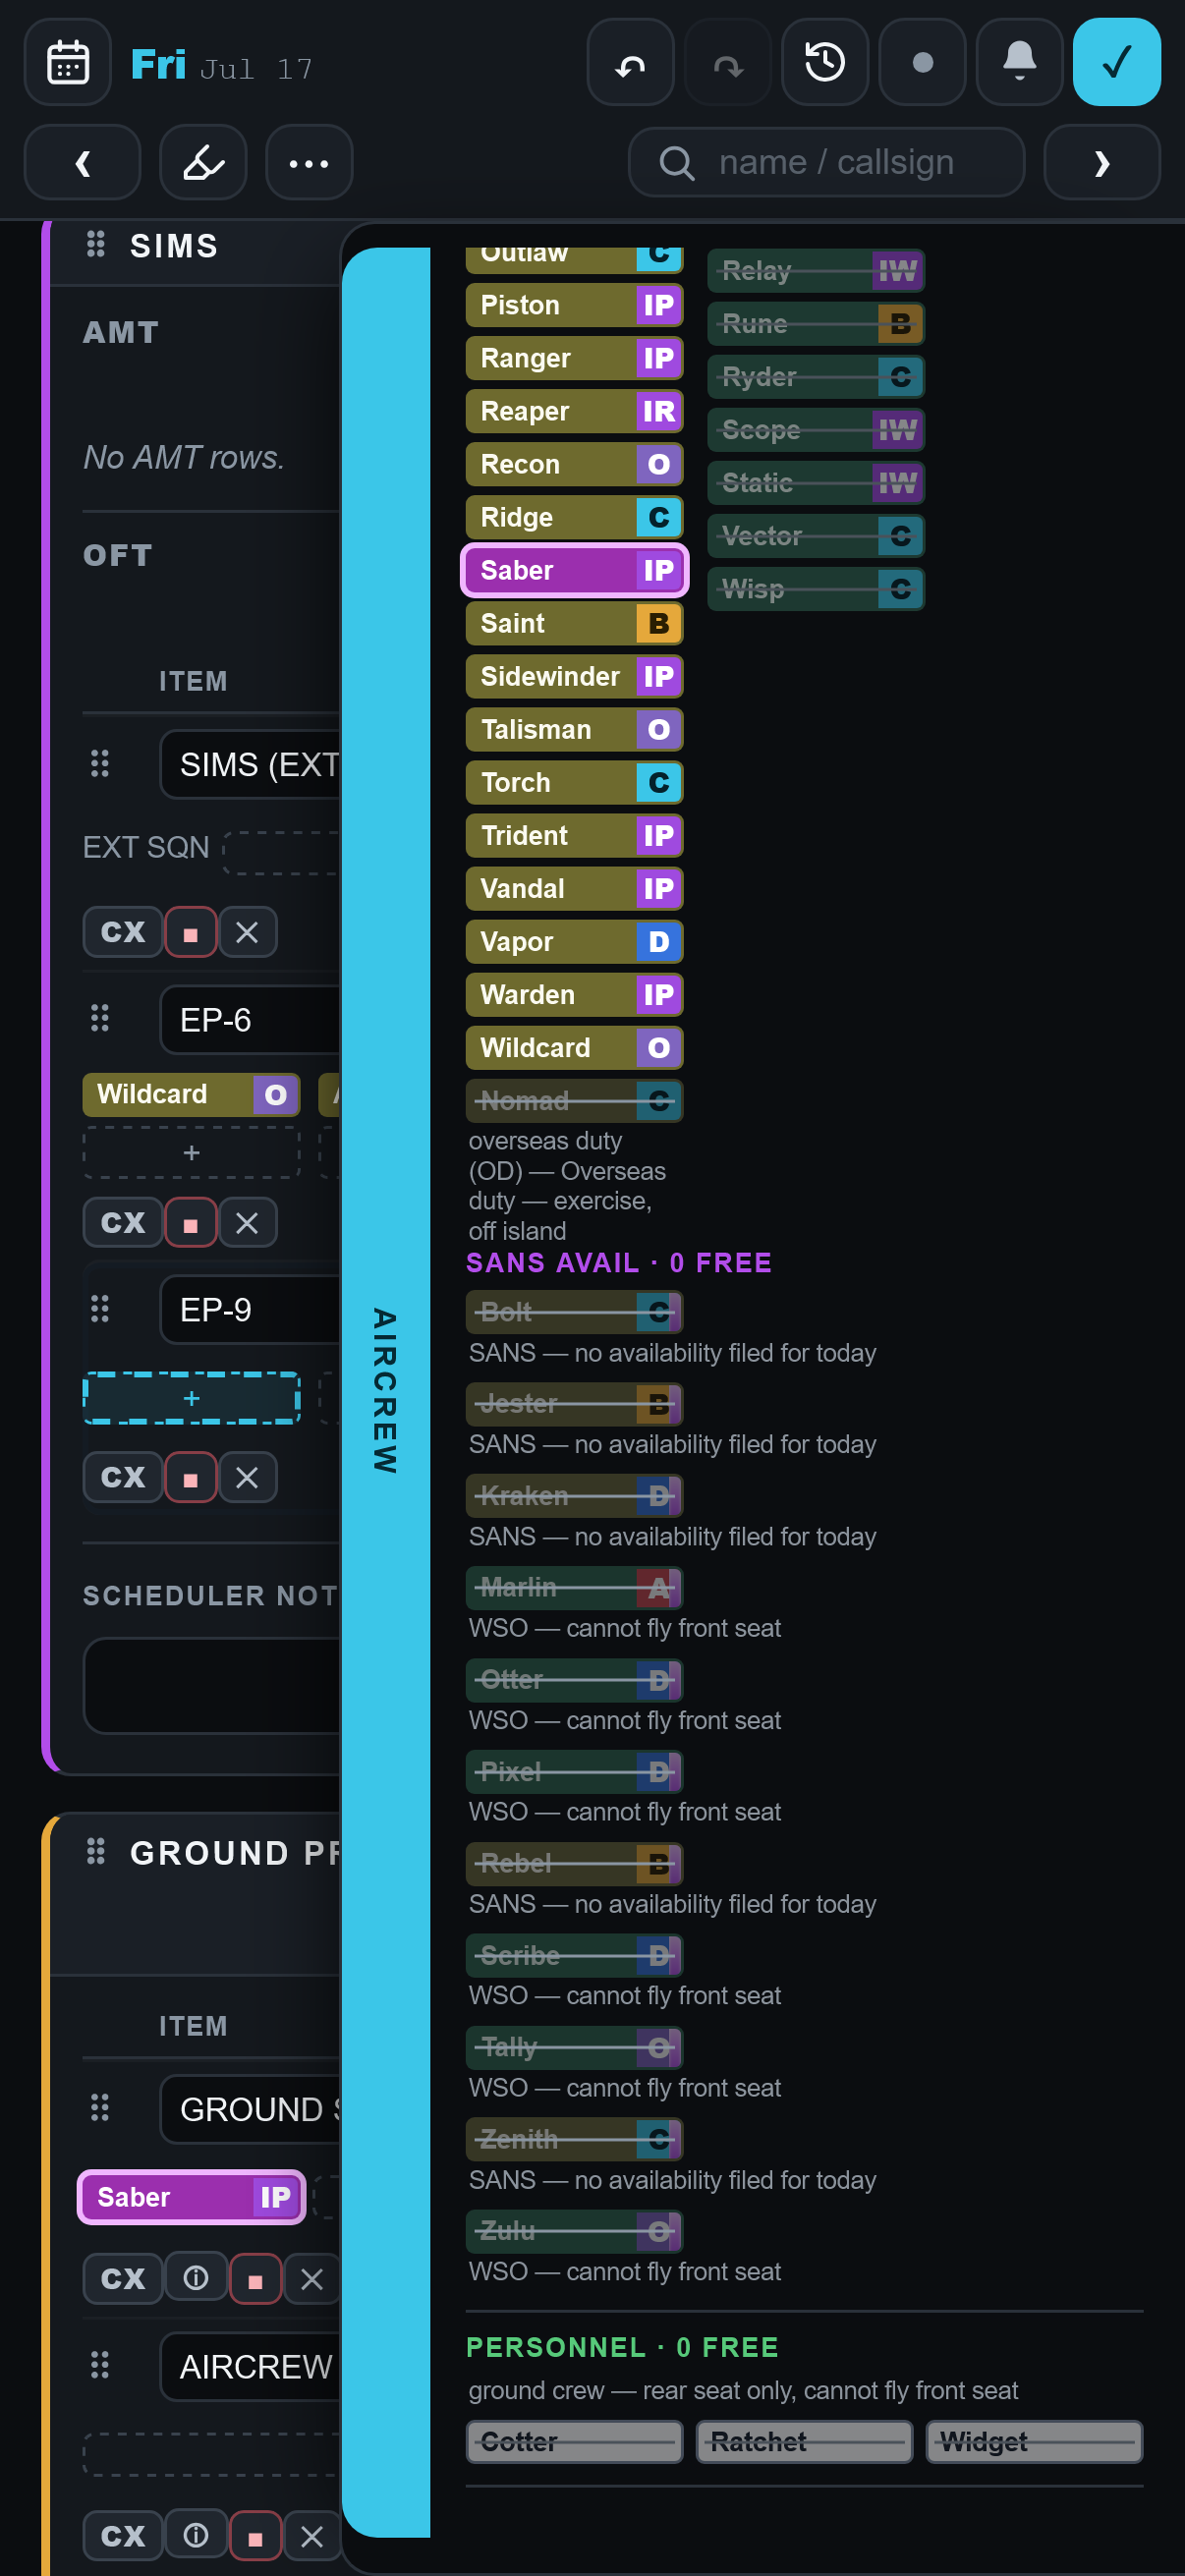 Fri Jul 17
name / callsign
SIMS
AMT
No AMT rows.
OFT
ITEM
SIMS (EXT
EXT SQN
CX
EP-6
Wildcard O
+
CX
EP-9
+
CX
SCHEDULER NOT
GROUND PR
ITEM
GROUND S
Saber IP
CX
AIRCREW
CX
AIRCREW
Outlaw C
Piston IP
Ranger IP
Reaper IR
Recon O
Ridge C
Saber IP
Saint B
Sidewinder IP
Talisman O
Torch C
Trident IP
Vandal IP
Vapor D
Warden IP
Wildcard O
Nomad C
overseas duty
(OD) — Overseas
duty — exercise,
off island
Relay IW
Rune B
Ryder C
Scope IW
Static IW
Vector C
Wisp C
SANS AVAIL · 0 FREE
Bolt C
SANS — no availability filed for today
Jester B
SANS — no availability filed for today
Kraken D
SANS — no availability filed for today
Marlin A
WSO — cannot fly front seat
Otter D
WSO — cannot fly front seat
Pixel D
WSO — cannot fly front seat
Rebel B
SANS — no availability filed for today
Scribe D
WSO — cannot fly front seat
Tally O
WSO — cannot fly front seat
Zenith C
SANS — no availability filed for today
Zulu O
WSO — cannot fly front seat
PERSONNEL · 0 FREE
ground crew — rear seat only, cannot fly front seat
Cotter
Ratchet
Widget